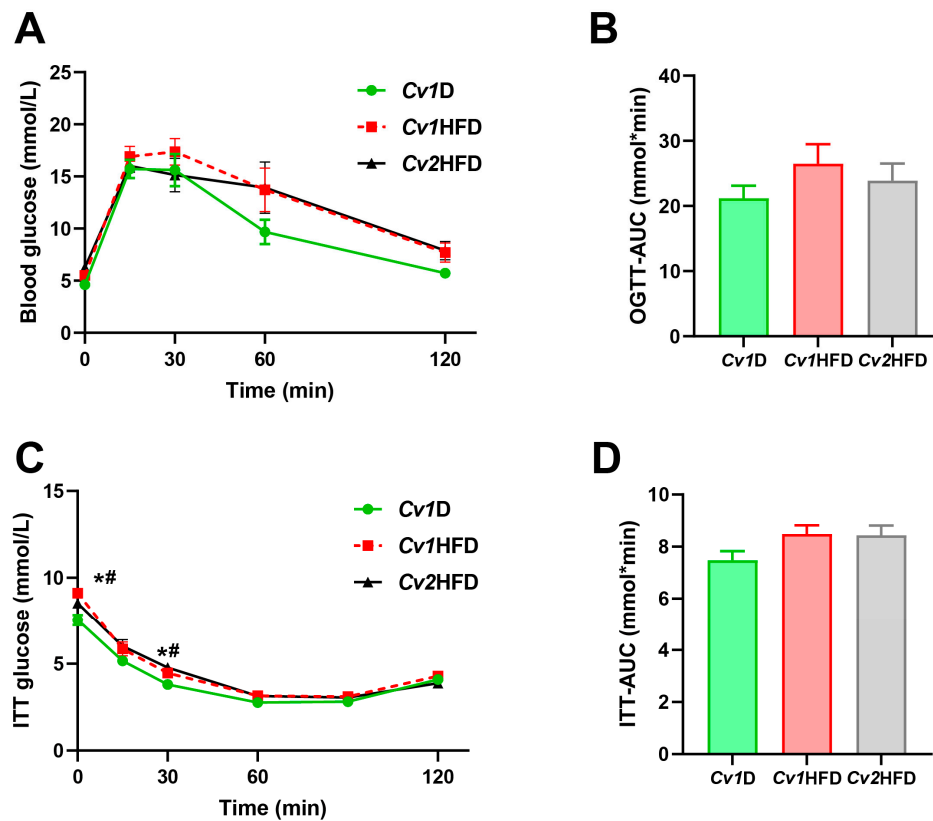 A
Blood glucose (mmol/L)
25
20
15
10
5
0
0 30 60 120
Time (min)
Cv1D
Cv1HFD
Cv2HFD
B
OGTT-AUC (mmol*min)
40
30
20
10
0
Cv1D Cv1HFD Cv2HFD
C
ITT glucose (mmol/L)
15
10
5
0
*#
*#
0 30 60 120
Time (min)
Cv1D
Cv1HFD
Cv2HFD
D
ITT-AUC (mmol*min)
10
8
6
4
2
0
Cv1D Cv1HFD Cv2HFD